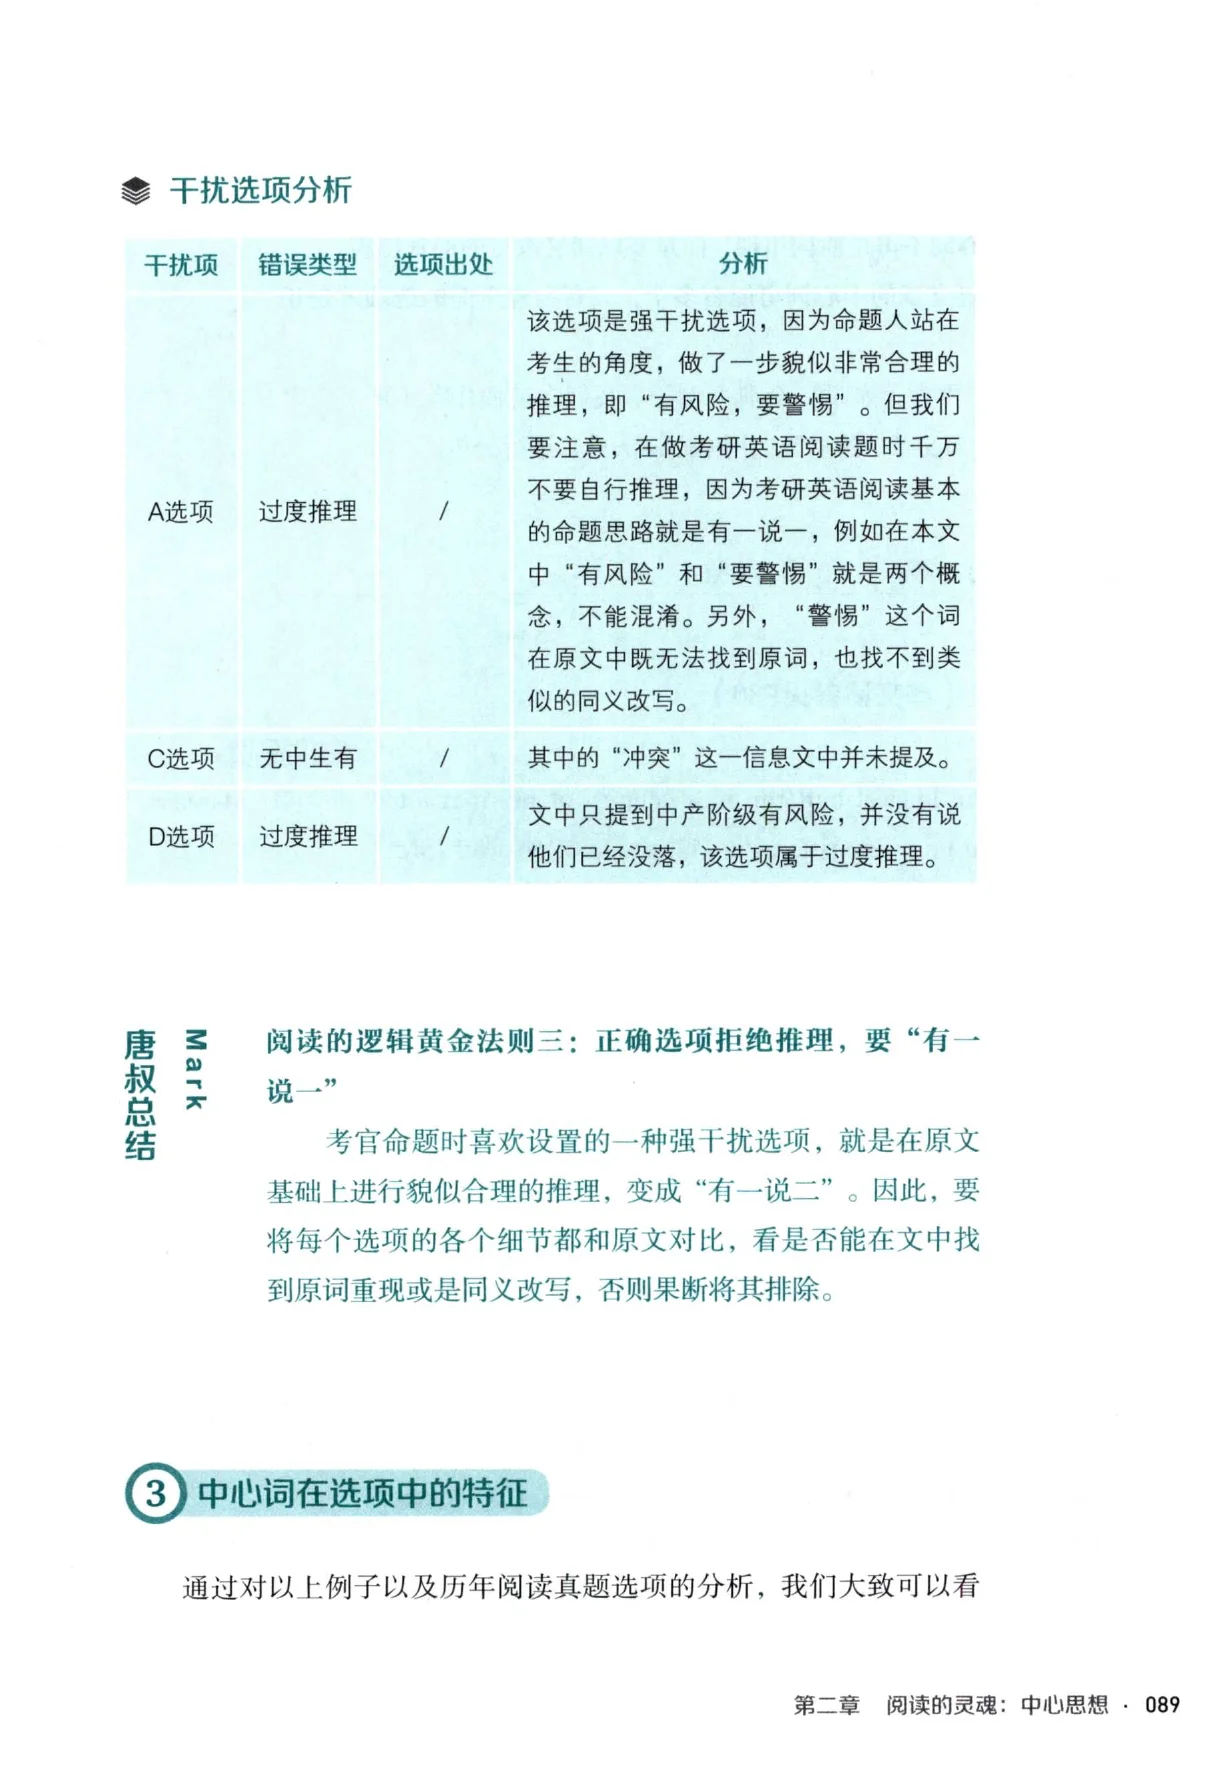 干扰选项分析
干扰项 错误类型 选项出处 分析
该选项是强干扰选项，因为命题人站在
考生的角度，做了一步貌似非常合理的
推理，即“有风险，要警惕”。但我们
要注意，在做考研英语阅读题时千万
不要自行推理，因为考研英语阅读基本
A选项 过度推理 /
的命题思路就是有一说一，例如在本文
中“有风险”和“要警惕”就是两个概
念，不能混淆。另外，“警惕”这个词
在原文中既无法找到原词，也找不到类
似的同义改写。
C选项 无中生有 / 其中的“冲突”这一信息文中并未提及。
D选项 过度推理 /
文中只提到中产阶级有风险，并没有说
他们已经没落，该选项属于过度推理。
唐叔总结
Mark
阅读的逻辑黄金法则三：正确选项拒绝推理，要“有一
说一”
考官命题时喜欢设置的一种强干扰选项，就是在原文
基础上进行貌似合理的推理，变成“有一说二”。因此，要
将每个选项的各个细节都和原文对比，看是否能在文中找
到原词重现或是同义改写，否则果断将其排除。
3 中心词在选项中的特征
通过对以上例子以及历年阅读真题选项的分析，我们大致可以看
第二章 阅读的灵魂：中心思想 · 089